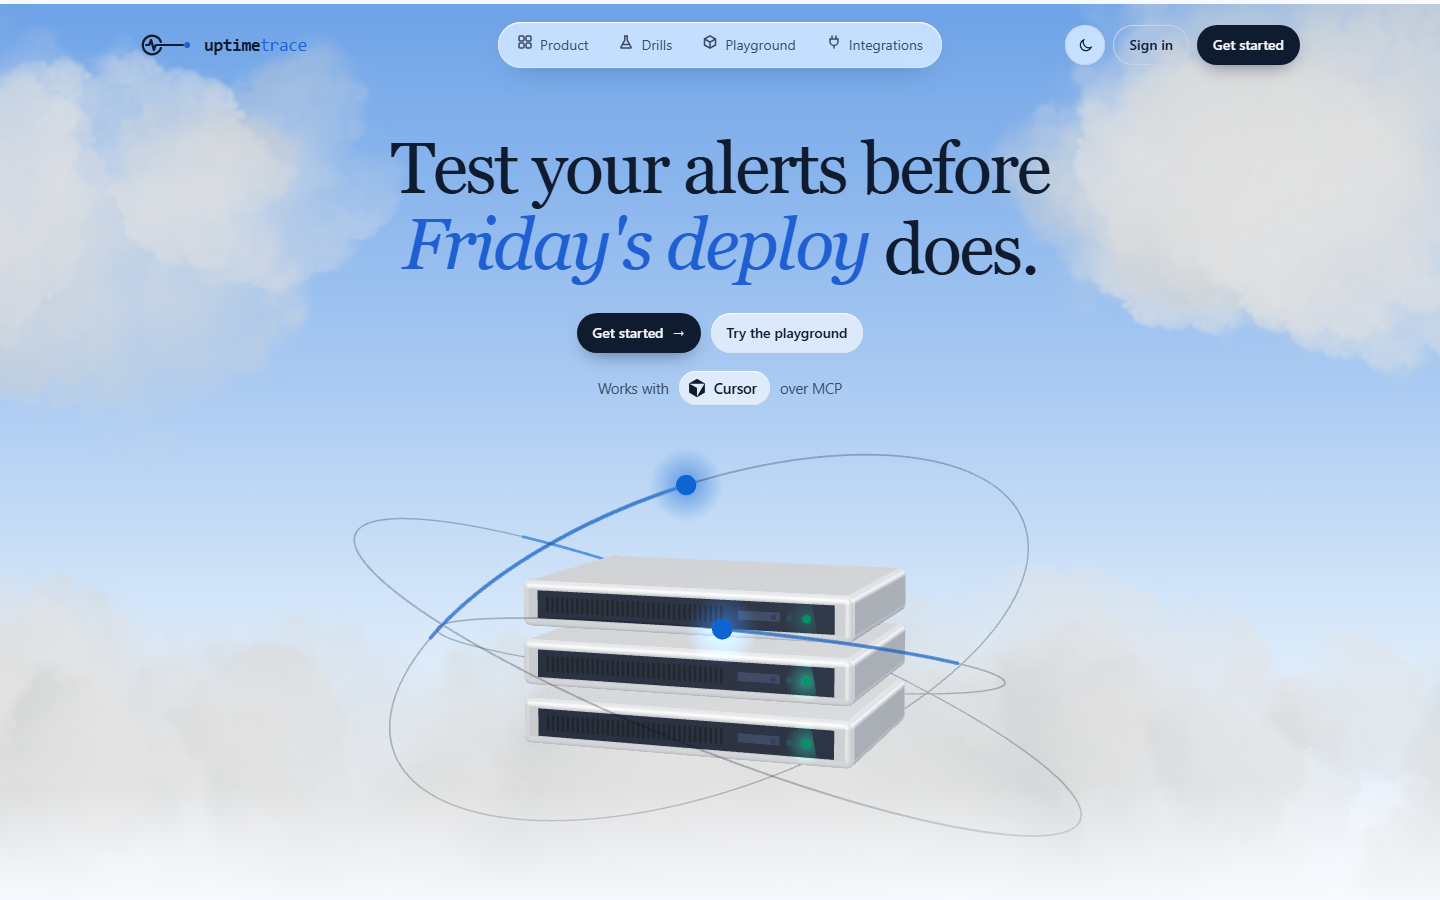 uptimetrace
Product
Drills
Playground
Integrations
Sign in
Get started
Test your alerts before
Friday's deploy does.
Get started →
Try the playground
Works with Cursor over MCP